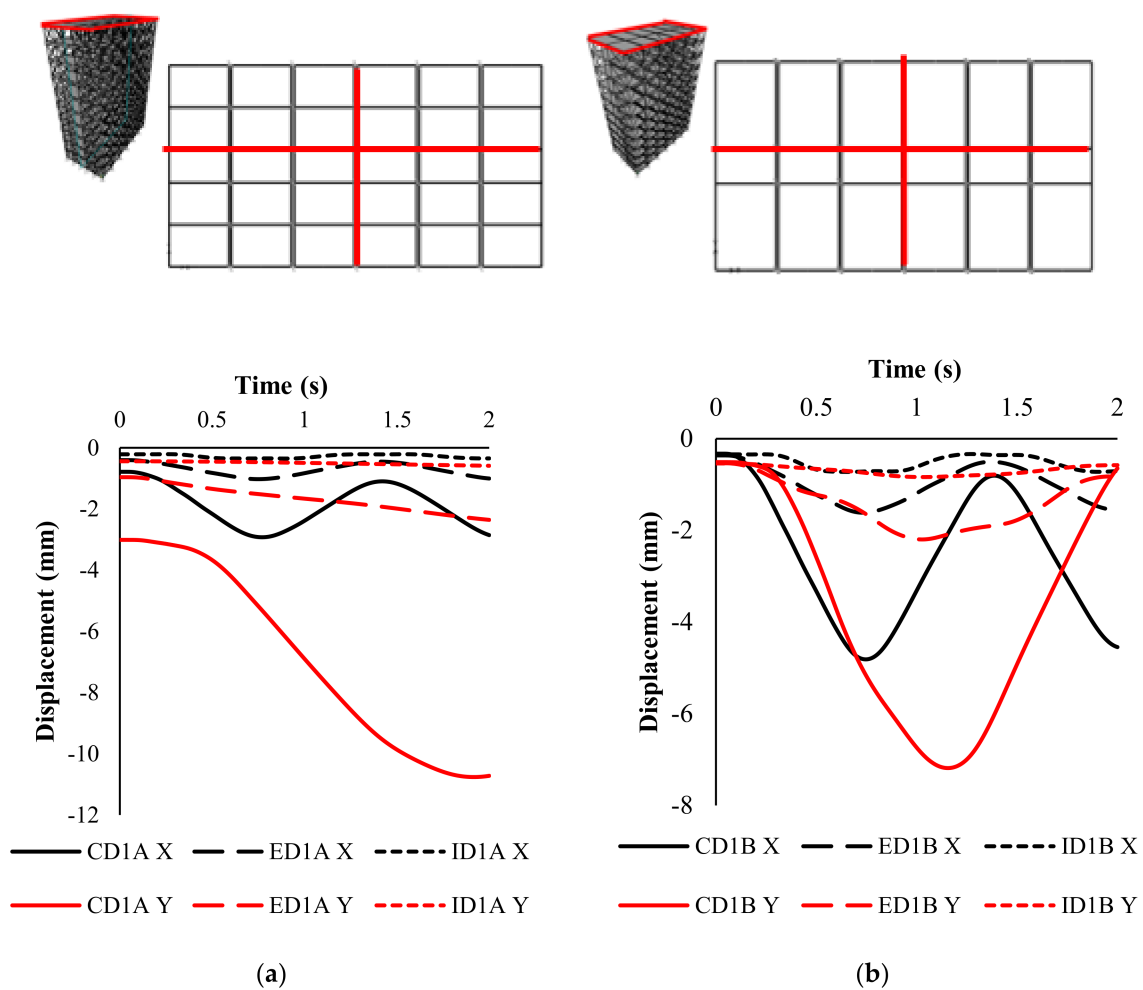 Time (s)
0 0.5 1 1.5 2
0
-2
-4
-6
-8
-10
-12
Displacement (mm)
CD1A X ED1A X ID1A X
CD1A Y ED1A Y ID1A Y
(a)
Time (s)
0 0.5 1 1.5 2
0
-2
-4
-6
-8
Displacement (mm)
CD1B X ED1B X ID1B X
CD1B Y ED1B Y ID1B Y
(b)